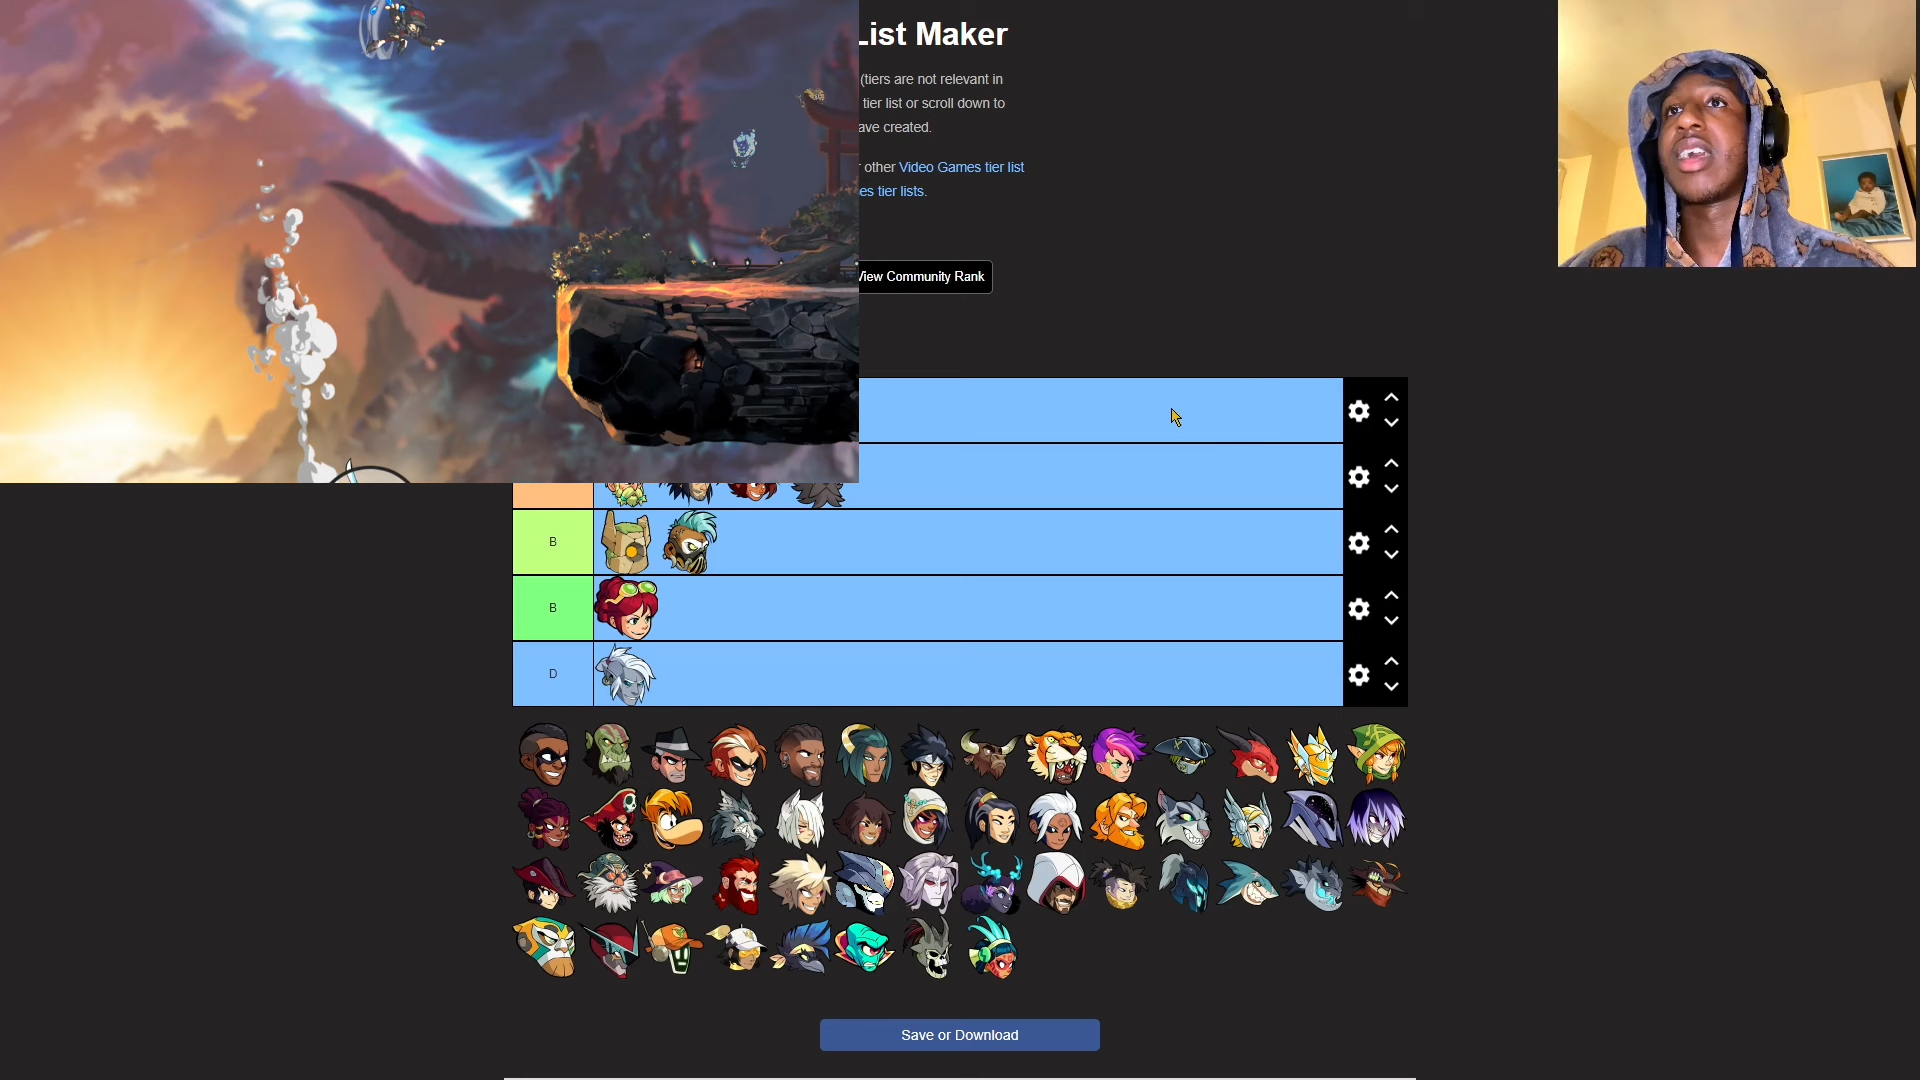 List Maker
(tiers are not relevant in
tier list or scroll down to
ave created.
other Video Games tier list
es tier lists.
View Community Rank
B
B
D
Save or Download